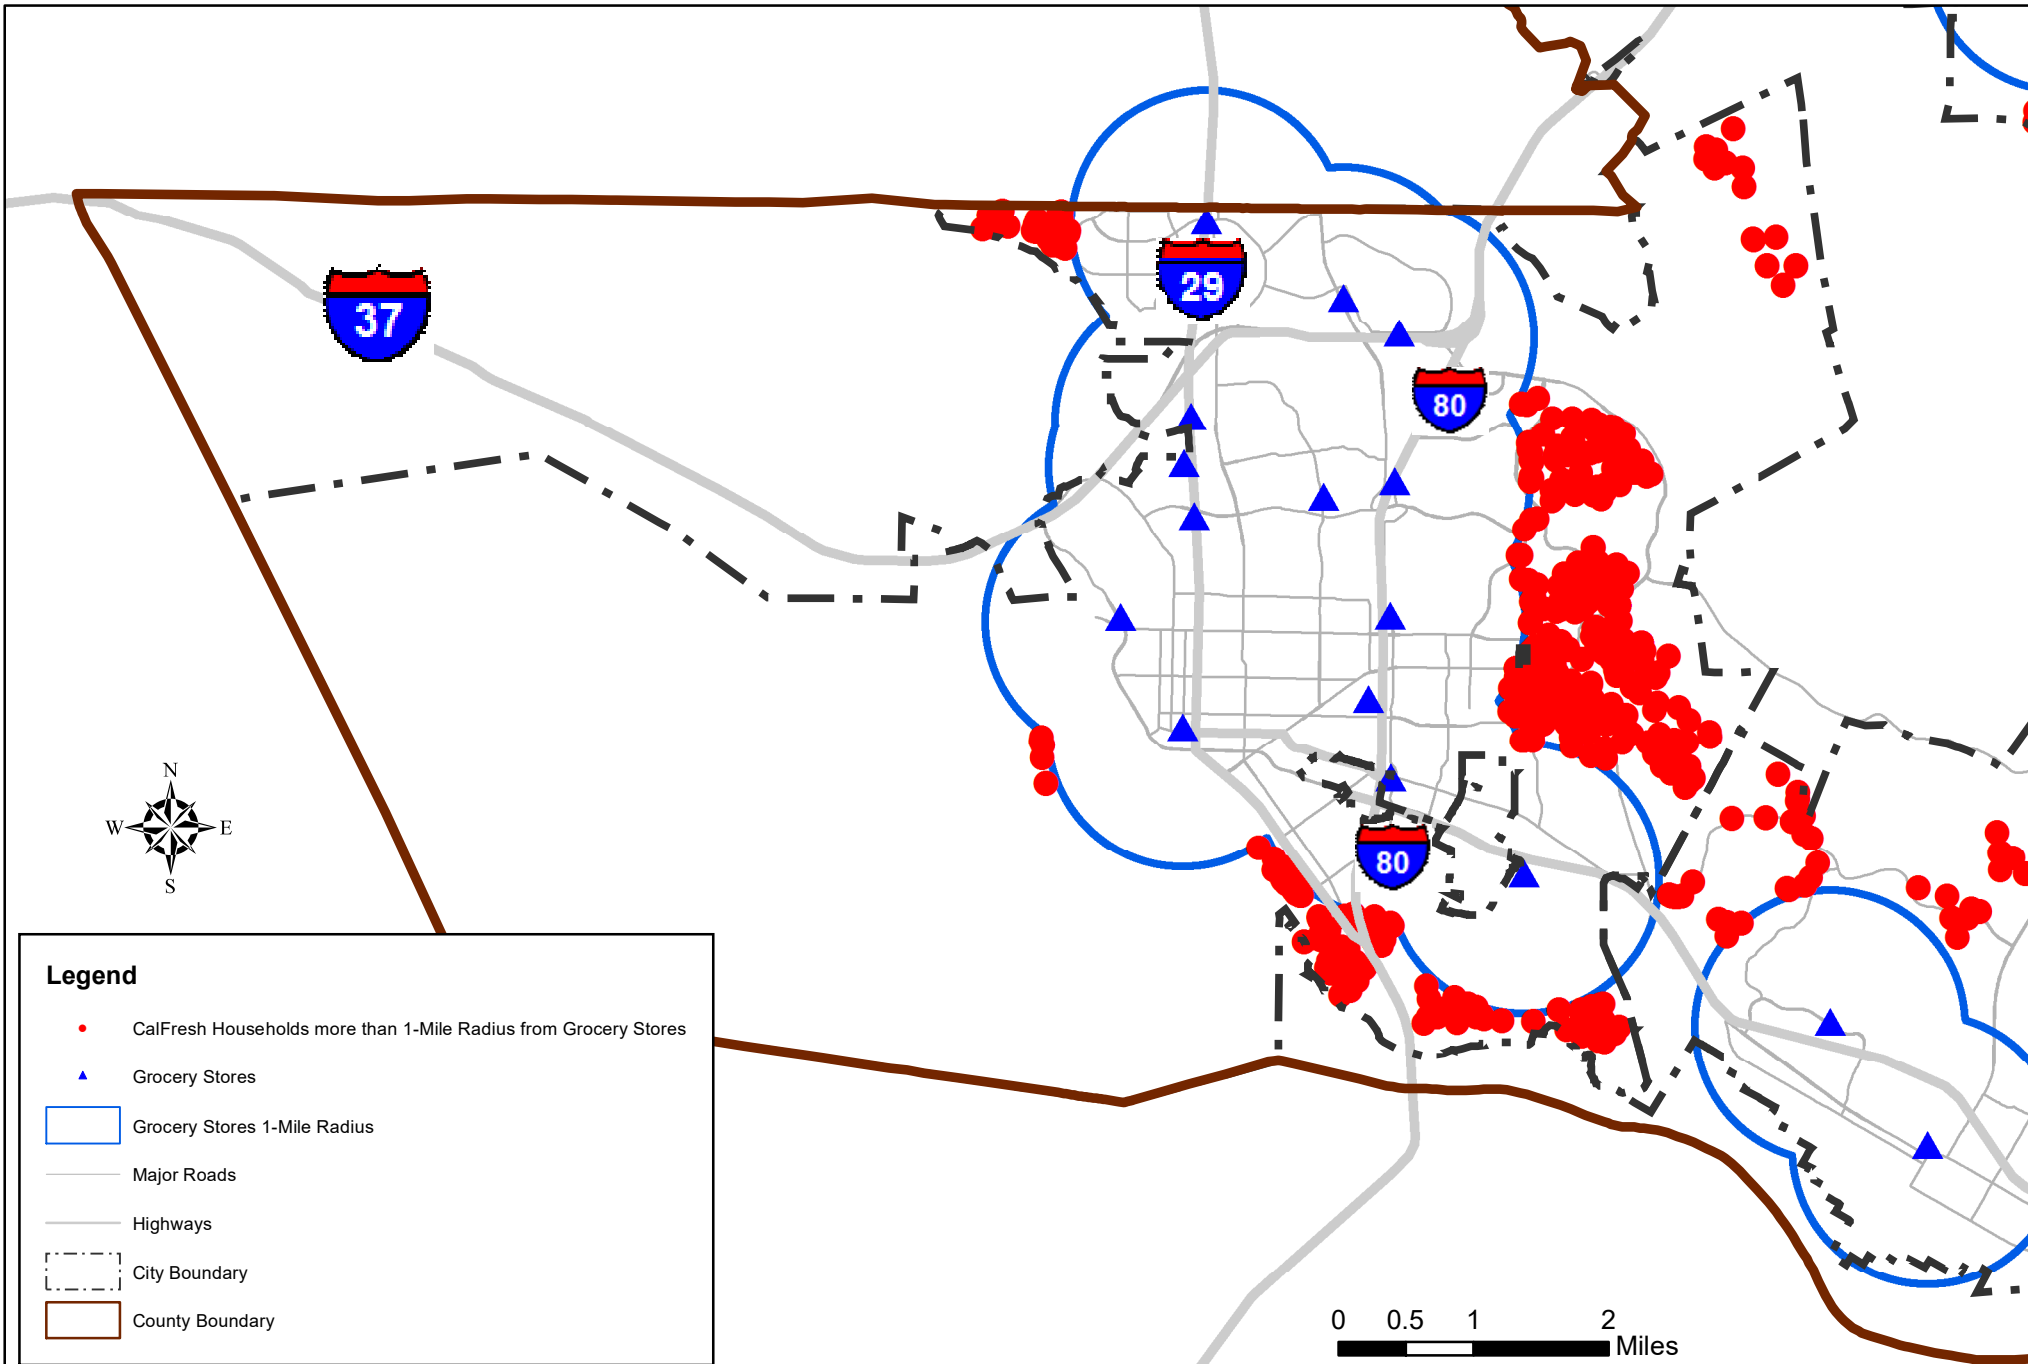 29
37
80
N
W E
S
80
Legend
CalFresh Households more than 1-Mile Radius from Grocery Stores
Grocery Stores
Grocery Stores 1-Mile Radius
Major Roads
Highways
City Boundary
County Boundary
0 0.5 1 2
Miles